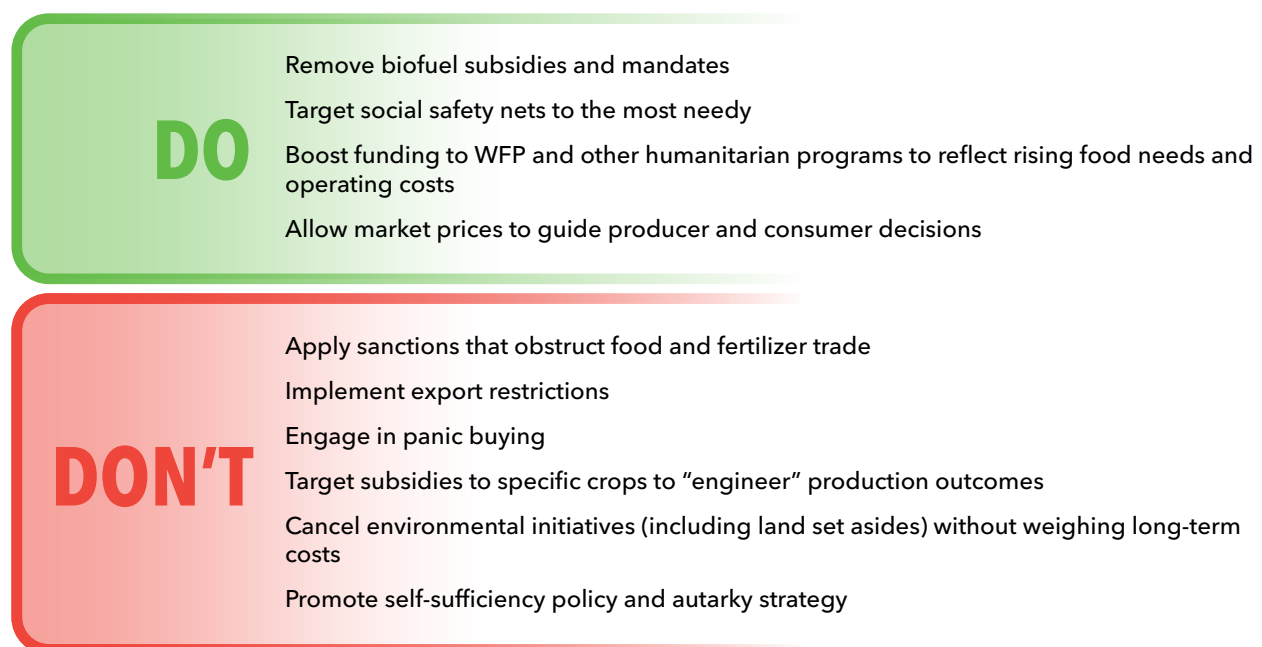 DO
Remove biofuel subsidies and mandates
Target social safety nets to the most needy
Boost funding to WFP and other humanitarian programs to reflect rising food needs and
operating costs
Allow market prices to guide producer and consumer decisions
DON’T
Apply sanctions that obstruct food and fertilizer trade
Implement export restrictions
Engage in panic buying
Target subsidies to specific crops to “engineer” production outcomes
Cancel environmental initiatives (including land set asides) without weighing long-term
costs
Promote self-sufficiency policy and autarky strategy